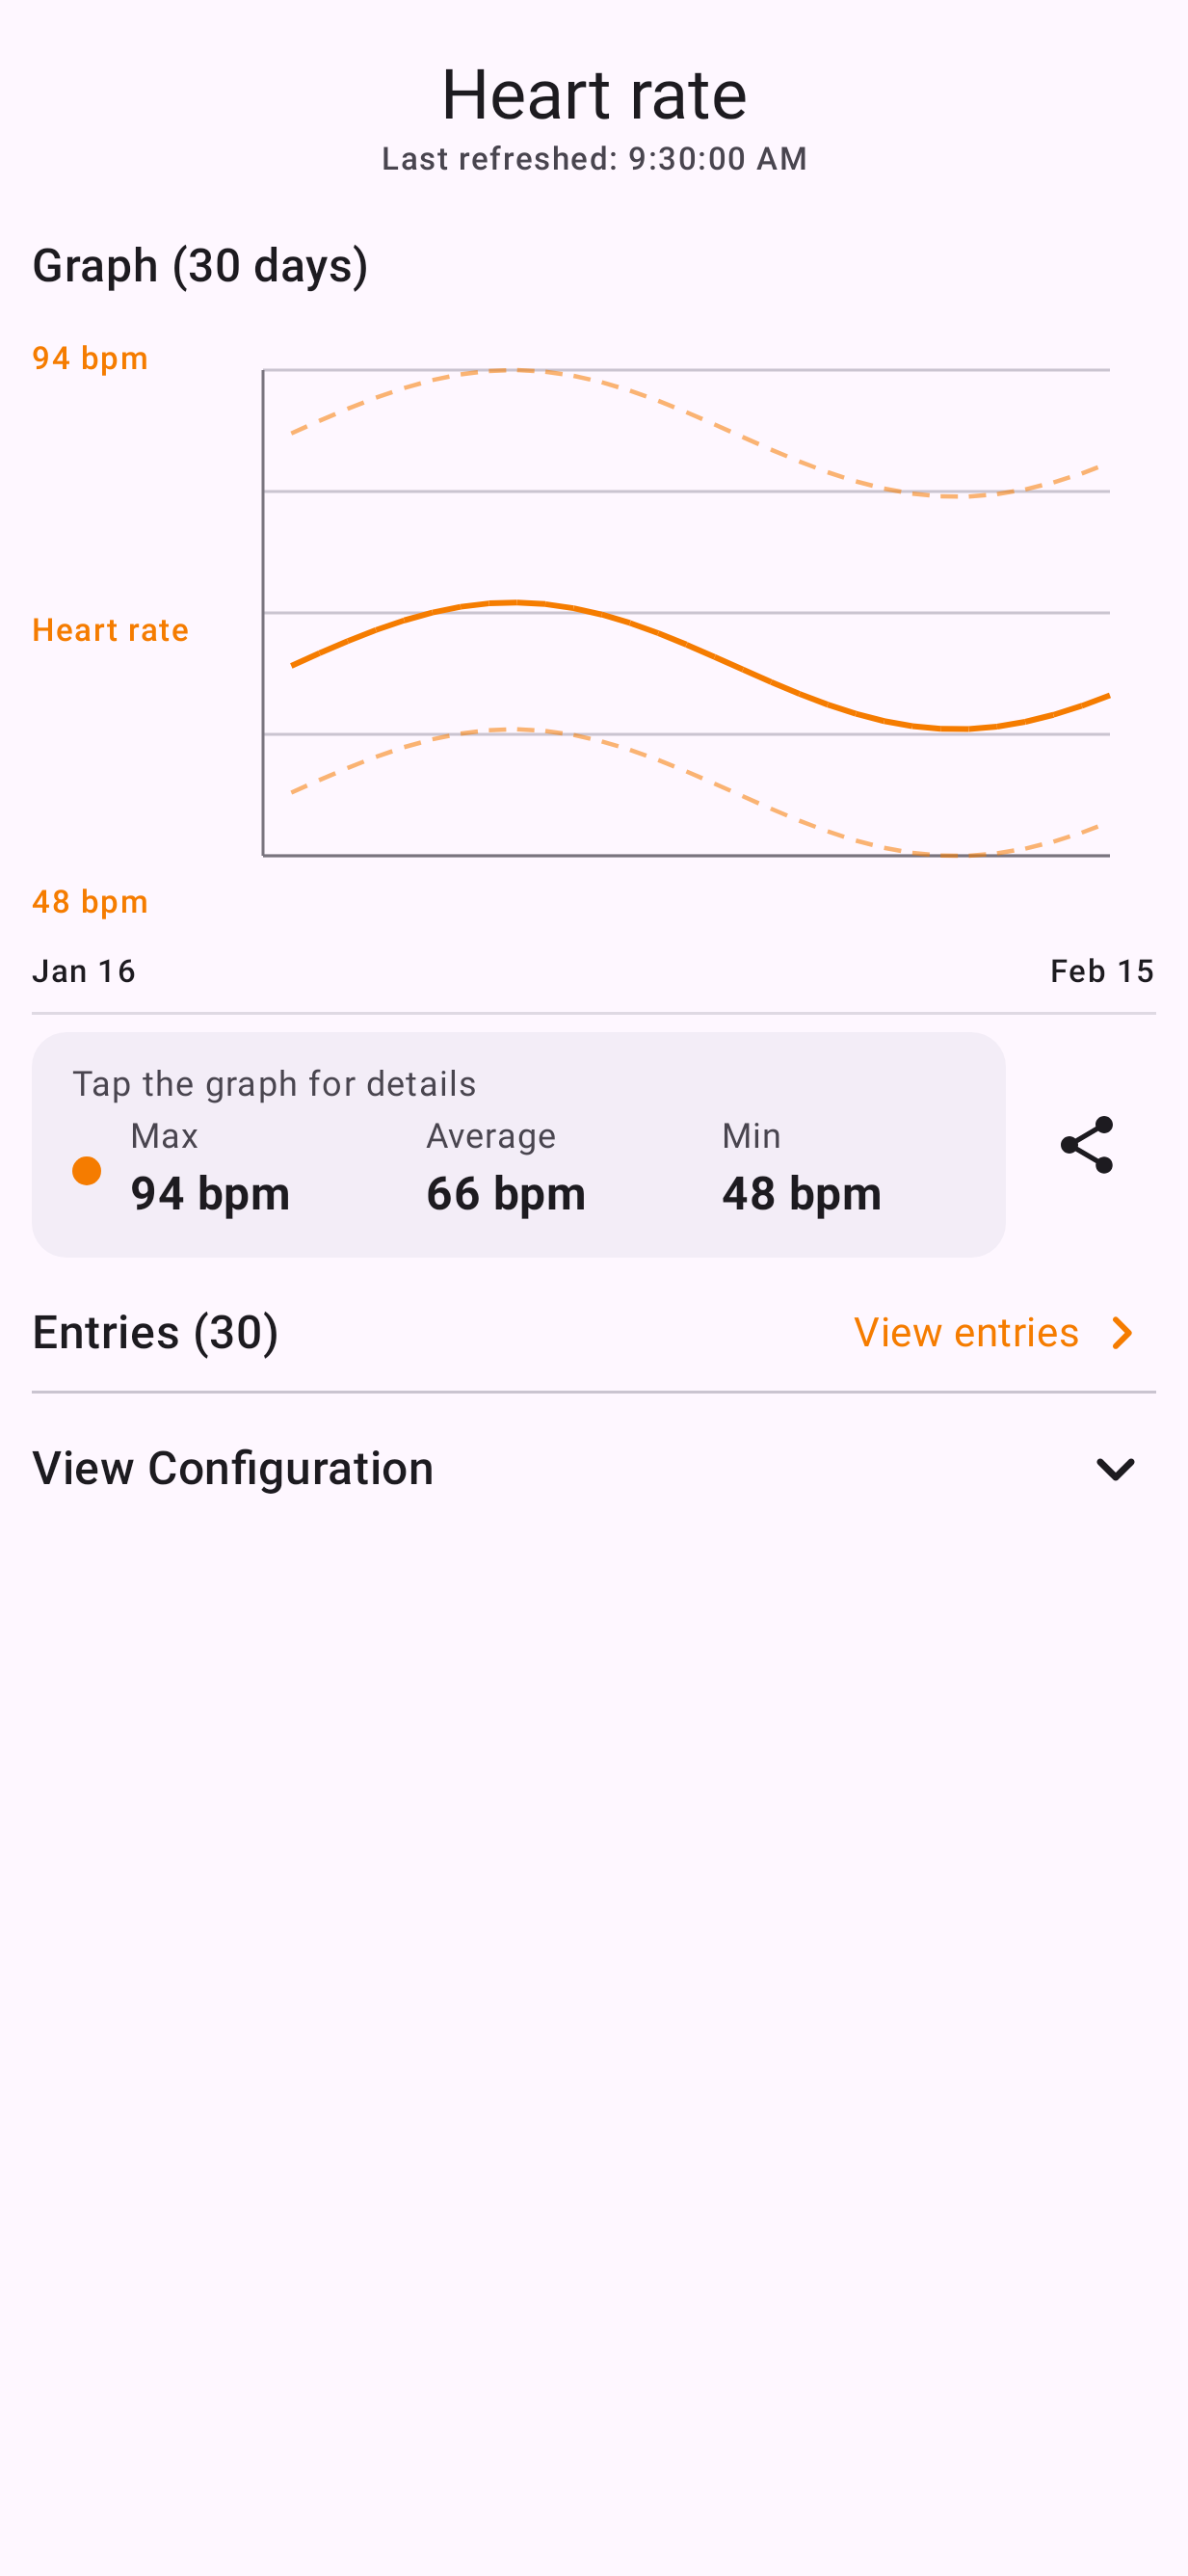 Heart rate
Last refreshed: 9:30:00 AM
Graph (30 days)
94 bpm
Heart rate
48 bpm
Jan 16 Feb 15
Tap the graph for details
Max Average Min
94 bpm 66 bpm 48 bpm
Entries (30) View entries
View Configuration